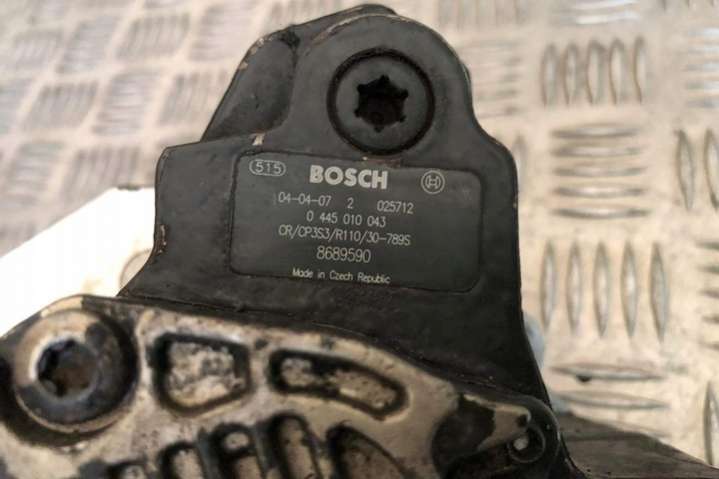 515 BOSCH
04-04-07 2 025712
0 445 010 043
CR/CP3S3/R110/30-789S
8689590
Made in Czech Republic